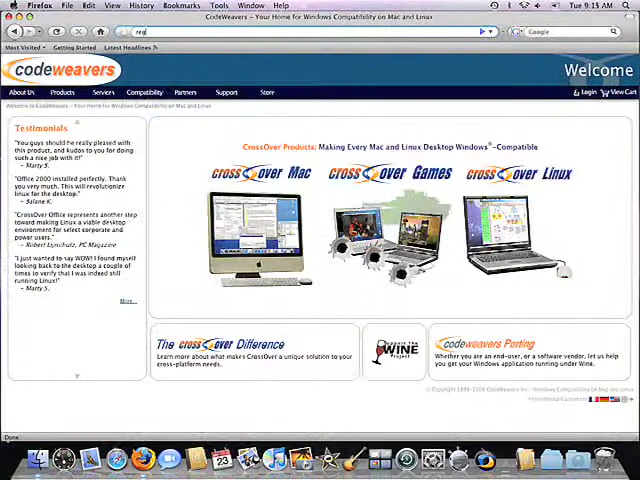 Firefox File Edit View History Bookmarks Tools Window Help Tue 9:15 AM
CodeWeavers – Your Home for Windows Compatibility on Mac and Linux
reg
Google
Most Visited Getting Started Latest Headlines
codeweavers
Welcome
About Us Products Services Compatibility Partners Support Store Login View Cart
Welcome to CodeWeavers – Your Home for Windows Compatibility on Mac and Linux
Testimonials
"You guys should be really pleased with
this product, and kudos to you for doing
such a nice job with it!"
– Marty S.
"Office 2000 installed perfectly. Thank
you very much. This will revolutionize
linux for the desktop."
– Salane K.
"CrossOver Office represents another step
toward making Linux a viable desktop
environment for select corporate and
power users."
– Robert Lipschutz, PC Magazine
"I just wanted to say WOW! I found myself
looking back to the desktop a couple of
times to verify that I was indeed still
running Linux!"
– Marty S.
More...
CrossOver Products: Making Every Mac and Linux Desktop Windows®-Compatible
crossover Mac crossover Games crossover Linux
The crossover Difference
Learn more about what makes CrossOver a unique solution to your
cross-platform needs.
Support the
WINE
Project
codeweavers Porting
Whether you are an end-user, or a software vendor, let us help
you get your Windows application running under Wine.
International Customers
Done
23